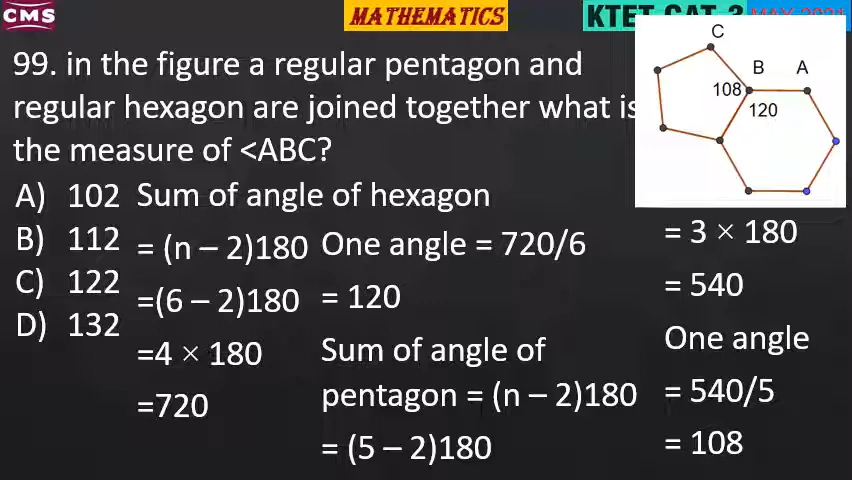 CMS
MATHEMATICS
KTET CAT-3
MAY 2021
99. in the figure a regular pentagon and
regular hexagon are joined together what is
the measure of <ABC?
A) 102
B) 112
C) 122
D) 132
Sum of angle of hexagon
= (n – 2)180
=(6 – 2)180
=4 × 180
=720
One angle = 720/6
= 120
Sum of angle of
pentagon = (n – 2)180
= (5 – 2)180
= 3 × 180
= 540
One angle
= 540/5
= 108
C
B
A
108
120